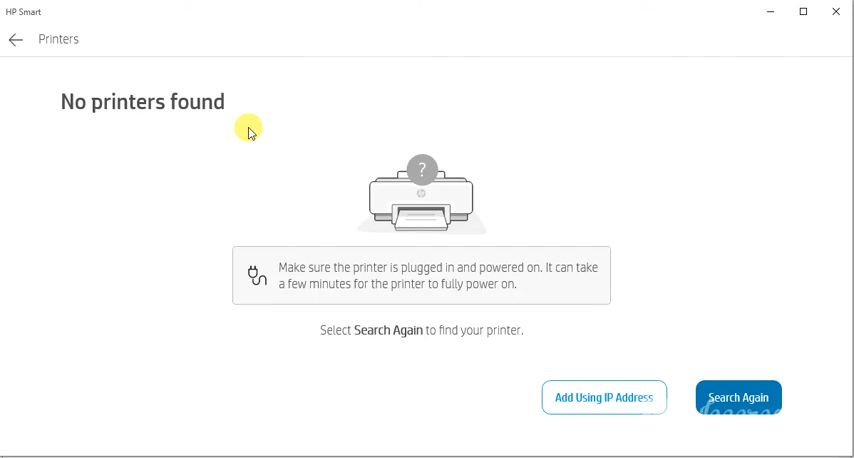 HP Smart
Printers
No printers found
?
hp
Make sure the printer is plugged in and powered on. It can take
a few minutes for the printer to fully power on.
Select Search Again to find your printer.
Add Using IP Address
Search Again